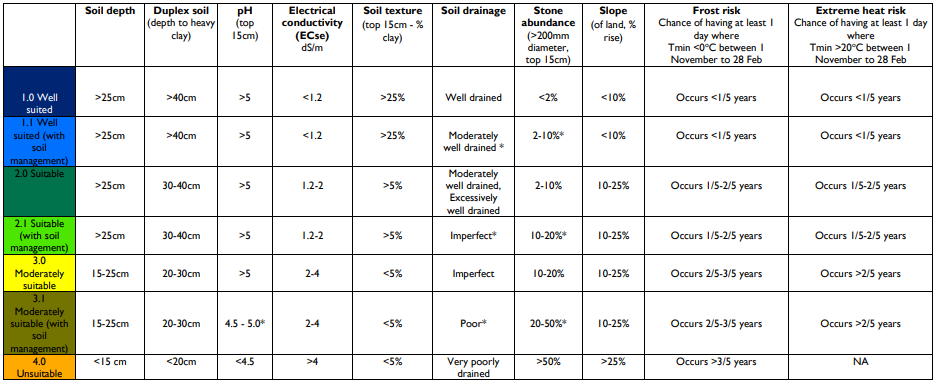 Soil depth
Duplex soil
(depth to heavy
clay)
pH
(top
15cm)
Electrical
conductivity
(ECse)
dS/m
Soil texture
(top 15cm - %
clay)
Soil drainage
Stone
abundance
(>200mm
diameter,
top 15cm)
Slope
(of land, %
rise)
Frost risk
Chance of having at least 1
day where
Tmin <0°C between 1
November to 28 Feb
Extreme heat risk
Chance of having at least 1 day
where
Tmin >20°C between 1
November to 28 Feb
1.0 Well
suited
>25cm
>40cm
>5
<1.2
>25%
Well drained
<2%
<10%
Occurs <1/5 years
Occurs <1/5 years
1.1 Well
suited (with
soil
management)
>25cm
>40cm
>5
<1.2
>25%
Moderately
well drained *
2-10%*
<10%
Occurs <1/5 years
Occurs <1/5 years
2.0 Suitable
>25cm
30-40cm
>5
1.2-2
>5%
Moderately
well drained,
Excessively
well drained
2-10%
10-25%
Occurs 1/5-2/5 years
Occurs 1/5-2/5 years
2.1 Suitable
(with soil
management)
>25cm
30-40cm
>5
1.2-2
>5%
Imperfect*
10-20%*
10-25%
Occurs 1/5-2/5 years
Occurs 1/5-2/5 years
3.0
Moderately
suitable
15-25cm
20-30cm
>5
2-4
<5%
Imperfect
10-20%
10-25%
Occurs 2/5-3/5 years
Occurs >2/5 years
3.1
Moderately
suitable (with
soil
management)
15-25cm
20-30cm
4.5 - 5.0*
2-4
<5%
Poor*
20-50%*
10-25%
Occurs 2/5-3/5 years
Occurs >2/5 years
4.0
Unsuitable
<15 cm
<20cm
<4.5
>4
<5%
Very poorly
drained
>50%
>25%
Occurs >3/5 years
NA